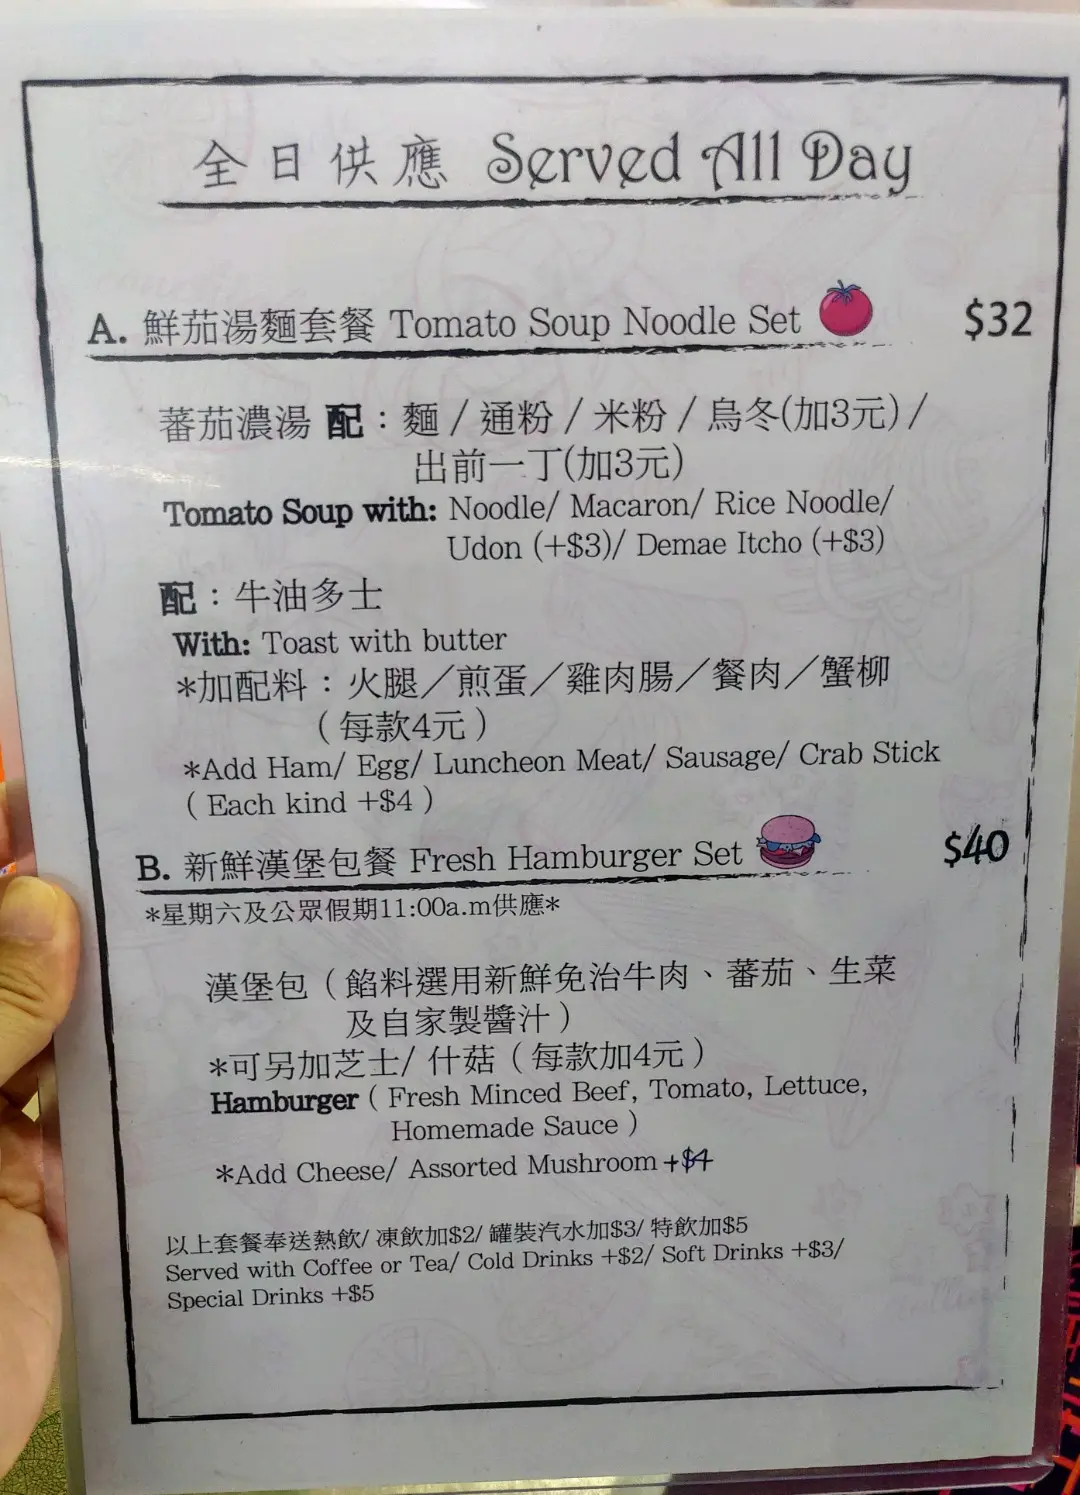 全日供應 Served All Day
A. 鮮茄湯麵套餐 Tomato Soup Noodle Set $32
蕃茄濃湯 配：麵 / 通粉 / 米粉 / 烏冬(加3元) /
出前一丁(加3元)
Tomato Soup with: Noodle/ Macaron/ Rice Noodle/
Udon (+$3)/ Demae Itcho (+$3)
配：牛油多士
With: Toast with butter
*加配料：火腿／煎蛋／雞肉腸／餐肉／蟹柳
（每款4元）
*Add Ham/ Egg/ Luncheon Meat/ Sausage/ Crab Stick
( Each kind +$4 )
B. 新鮮漢堡包餐 Fresh Hamburger Set $40
*星期六及公眾假期11:00a.m供應*
漢堡包（餡料選用新鮮免治牛肉、蕃茄、生菜
及自家製醬汁）
*可另加芝士/ 什菇（每款加4元）
Hamburger ( Fresh Minced Beef, Tomato, Lettuce,
Homemade Sauce )
*Add Cheese/ Assorted Mushroom +$4
以上套餐奉送熱飲/ 凍飲加$2/ 罐裝汽水加$3/ 特飲加$5
Served with Coffee or Tea/ Cold Drinks +$2/ Soft Drinks +$3/
Special Drinks +$5